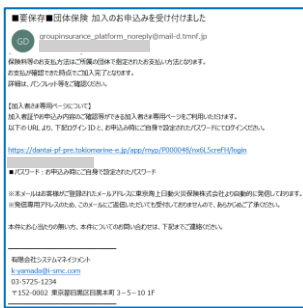 ■要保存■団体保険 加入のお申込みを受け付けました
GD
groupinsurance_platform_noreply@mail-d.tmnf.jp
保険料等のお支払い方法はご所属の団体で指定されたお支払い方法となります。
お支払が確認できた時点でご加入完了となります。
詳細は、パンフレット等をご確認ください。
【加入者さま専用ページについて】
加入者証やお申込み内容のご確認等ができる加入者さま専用ページをご利用いただけます。
以下の URL より、下記ログイン ID と、お申込み時にご自身で設定されたパスワードにてログインください。
https://dantai-pf-pre.tokiomarine-e.jp/app/myp/P000048/nx6L5creFH/login
■パスワード：お申込み時にご自身で設定されたパスワード
※本メールはお客様がご登録されたメールアドレスに東京海上日動火災保険株式会社より自動的に発信しております。
※発信専用アドレスのため、このメールにご返信いただいても受付しておりませんので、あらかじめご了承ください。
本件にお心当たりの無い方、本件についてのお問い合わせは、下記までご連絡ください。
有限会社システムマネイジメント
k-yamada@i-smc.com
03-5725-1234
〒152-0002 東京都目黒区目黒本町 3－5－10 1F